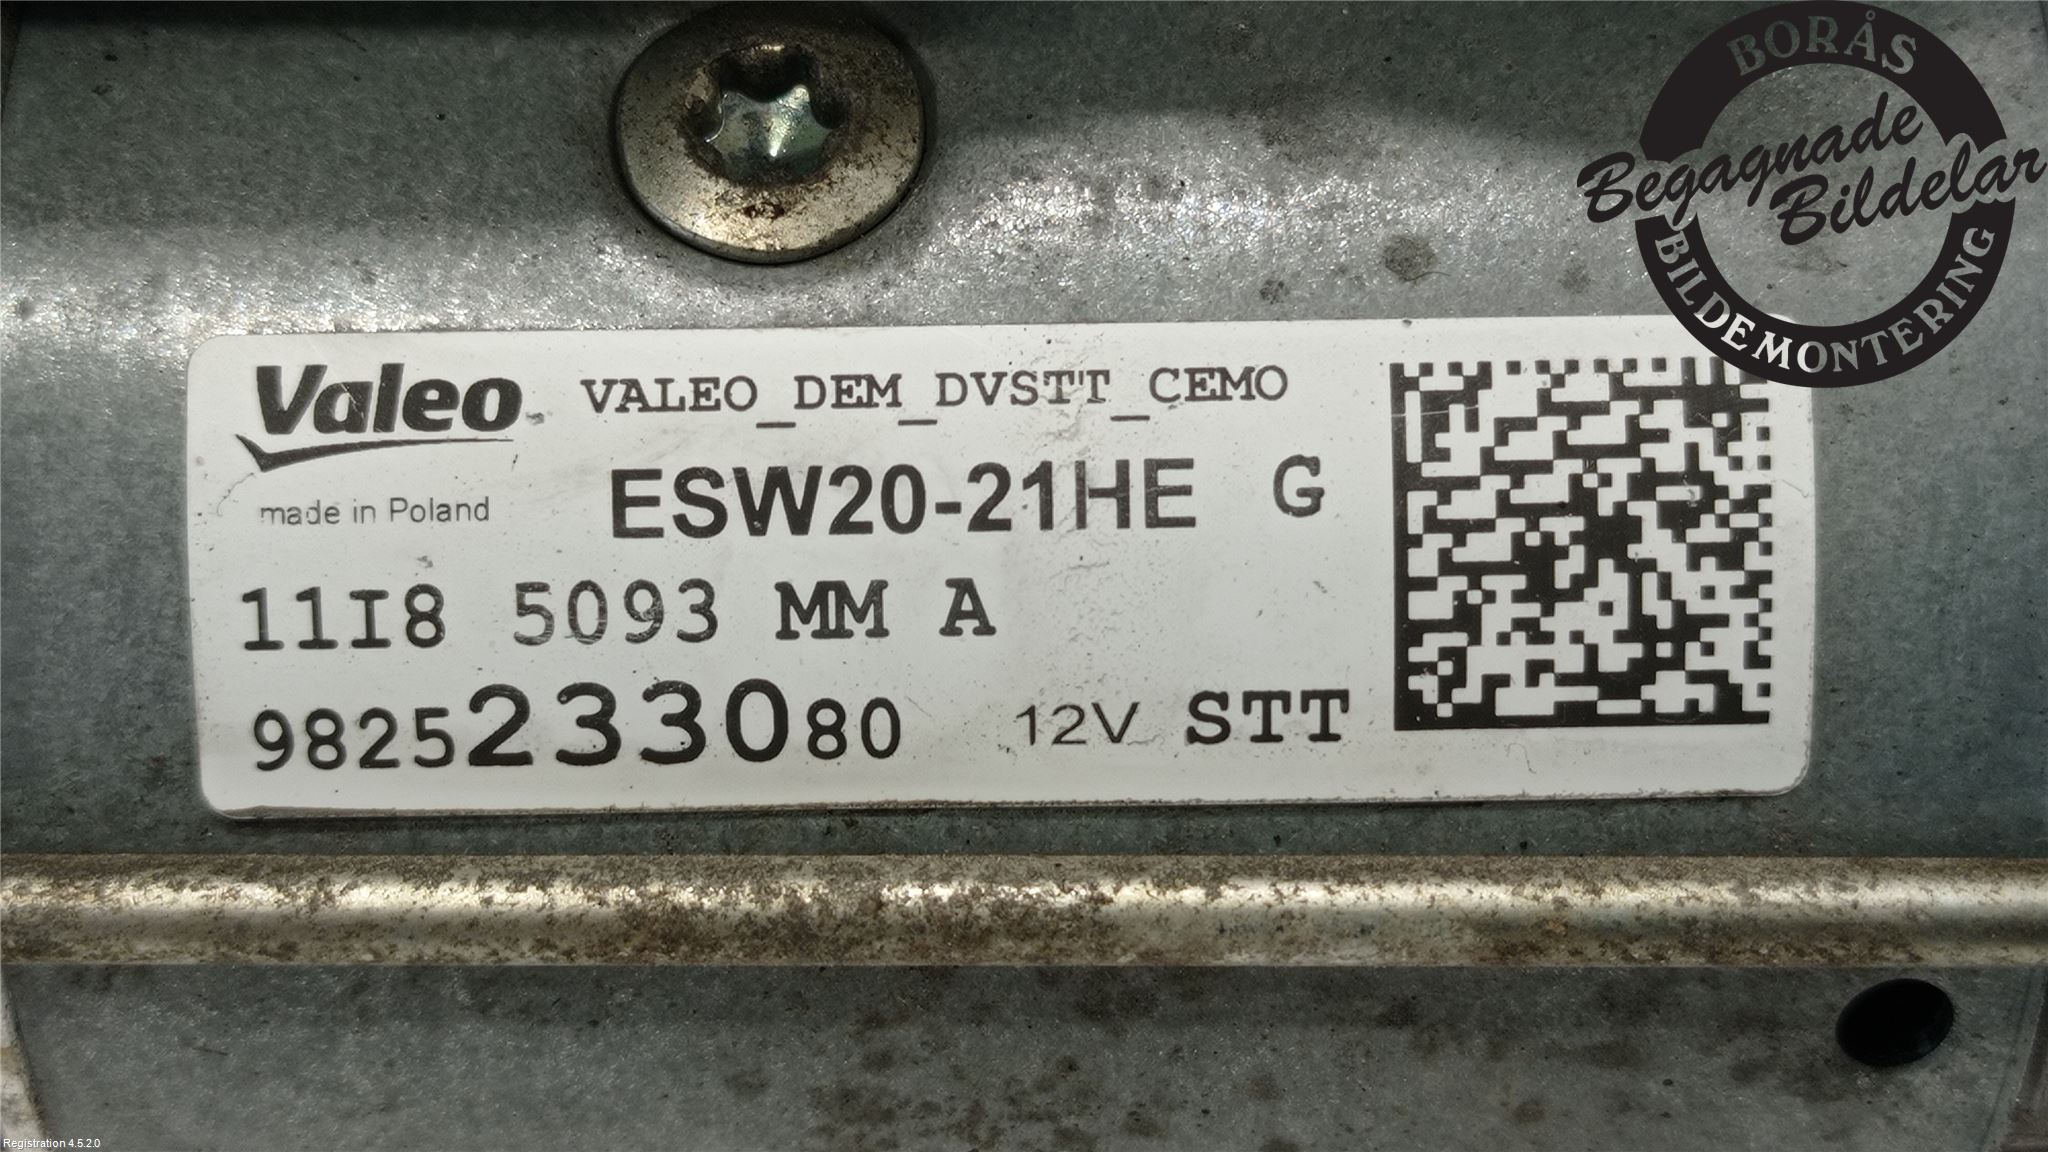 BORÅS
Begagnade
Bildelar
BILDEMONTERING
Valeo VALEO_DEM_DVSTT_CEMO
made in Poland ESW20-21HE G
11I8 5093 MM A
9825233080 12V STT
Registration 4.5.2.0